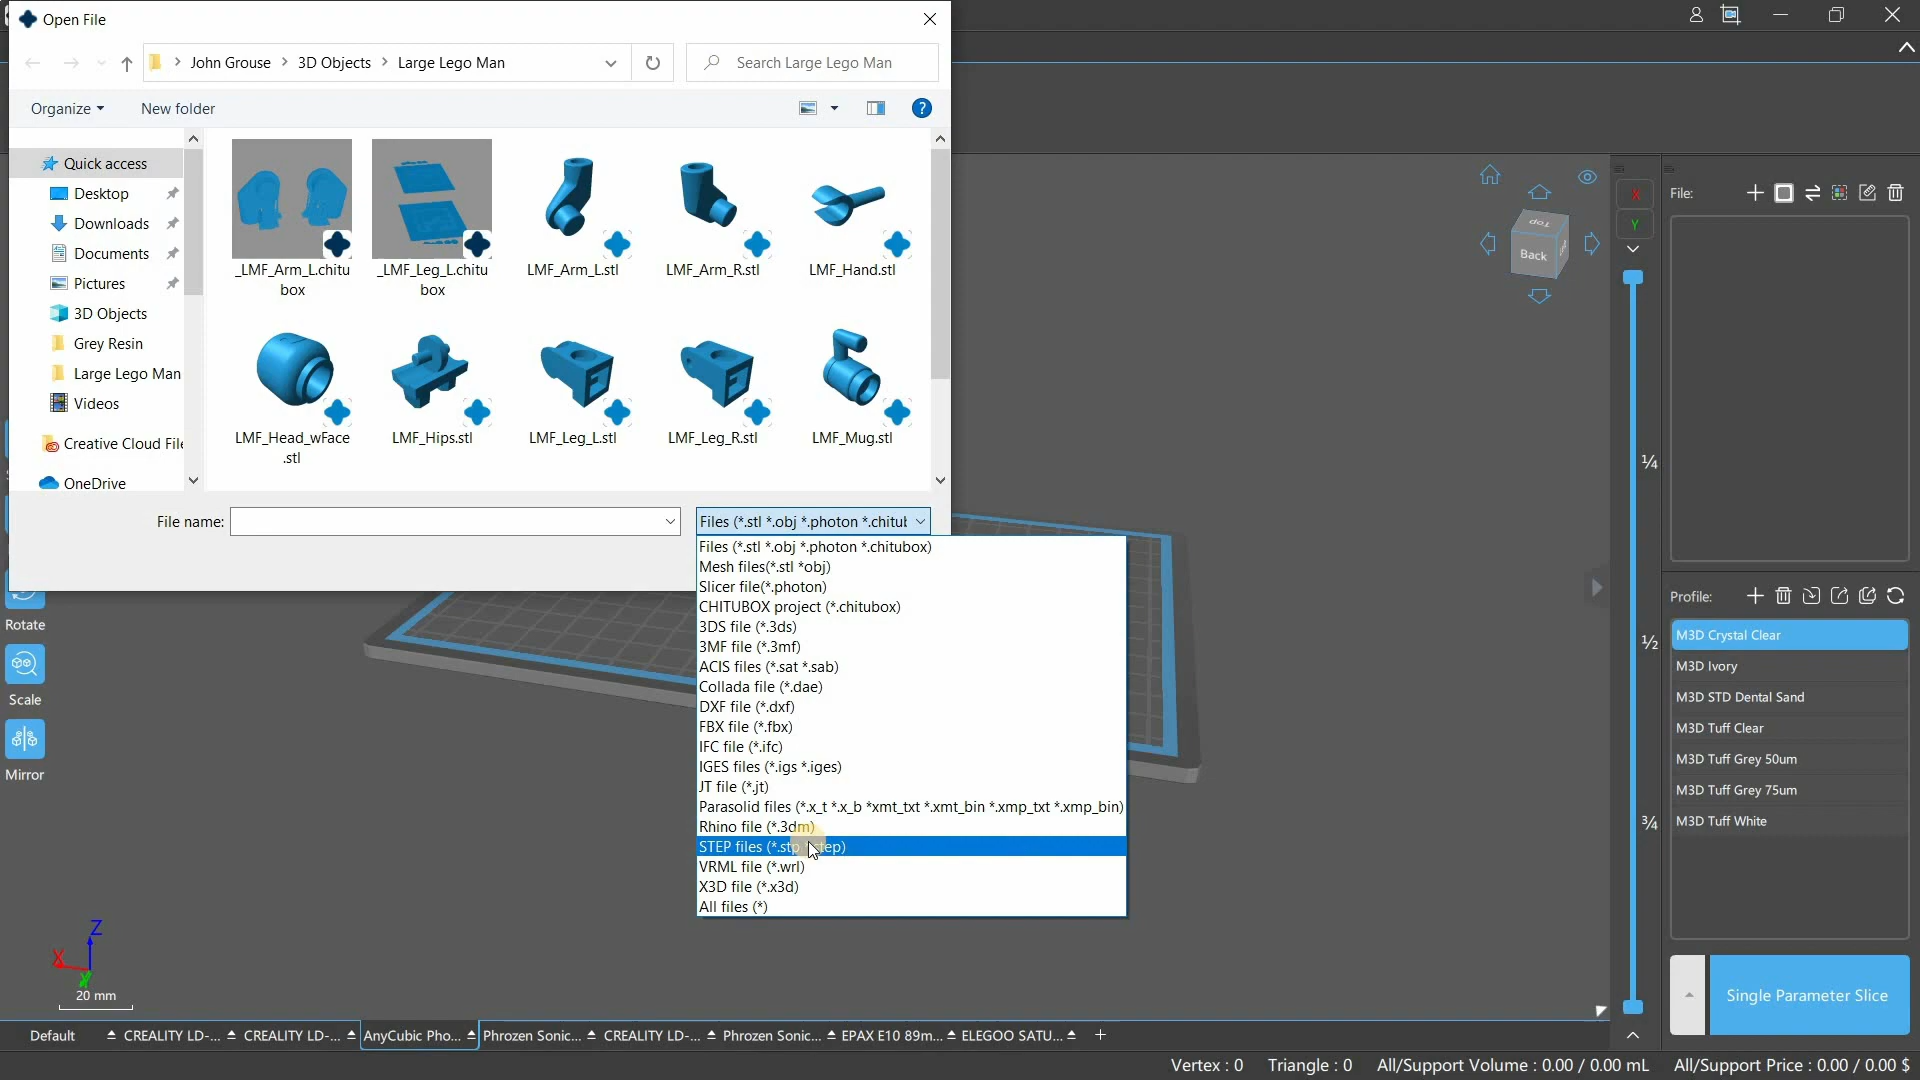 Open File
John Grouse
3D Objects
Large Lego Man
Search Large Lego Man
Organize
New folder
Quick access
Desktop
Downloads
Documents
Pictures
3D Objects
Grey Resin
Large Lego Man
Videos
Creative Cloud File
OneDrive
_LMF_Arm_L.chitu
box
_LMF_Leg_L.chitu
box
LMF_Arm_L.stl
LMF_Arm_R.stl
LMF_Hand.stl
LMF_Head_wFace
.stl
LMF_Hips.stl
LMF_Leg_L.stl
LMF_Leg_R.stl
LMF_Mug.stl
File name:
Files (*.stl *.obj *.photon *.chitul
Files (*.stl *.obj *.photon *.chitubox)
Mesh files(*.stl *obj)
Slicer file(*.photon)
CHITUBOX project (*.chitubox)
3DS file (*.3ds)
3MF file (*.3mf)
ACIS files (*.sat *.sab)
Collada file (*.dae)
DXF file (*.dxf)
FBX file (*.fbx)
IFC file (*.ifc)
IGES files (*.igs *.iges)
JT file (*.jt)
Parasolid files (*.x_t *.x_b *xmt_txt *.xmt_bin *.xmp_txt *.xmp_bin)
Rhino file (*.3dm)
STEP files (*.stp *.step)
VRML file (*.wrl)
X3D file (*.x3d)
All files (*)
Rotate
Scale
Mirror
Z
X
Y
20 mm
Top
Back
X
Y
¼
½
¾
File:
Profile:
M3D Crystal Clear
M3D Ivory
M3D STD Dental Sand
M3D Tuff Clear
M3D Tuff Grey 50um
M3D Tuff Grey 75um
M3D Tuff White
Single Parameter Slice
Default
CREALITY LD-...
CREALITY LD-...
AnyCubic Pho...
Phrozen Sonic...
CREALITY LD-...
Phrozen Sonic...
EPAX E10 89m...
ELEGOO SATU...
Vertex : 0
Triangle : 0
All/Support Volume : 0.00 / 0.00 mL
All/Support Price : 0.00 / 0.00 $